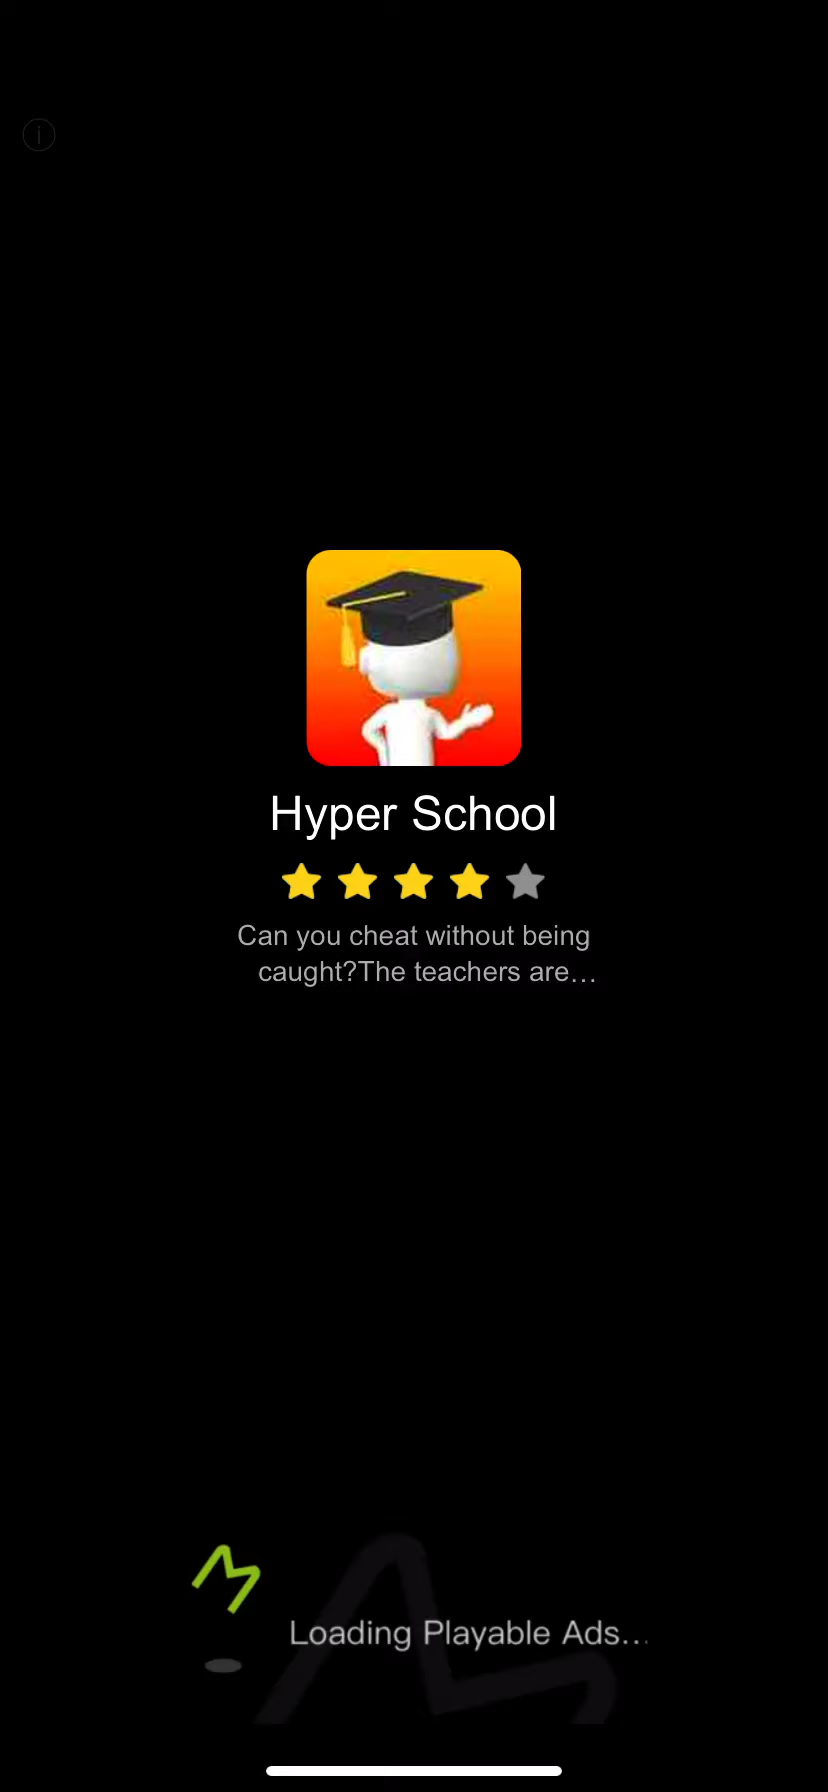 Hyper School
Can you cheat without being
caught?The teachers are...
Loading Playable Ads...